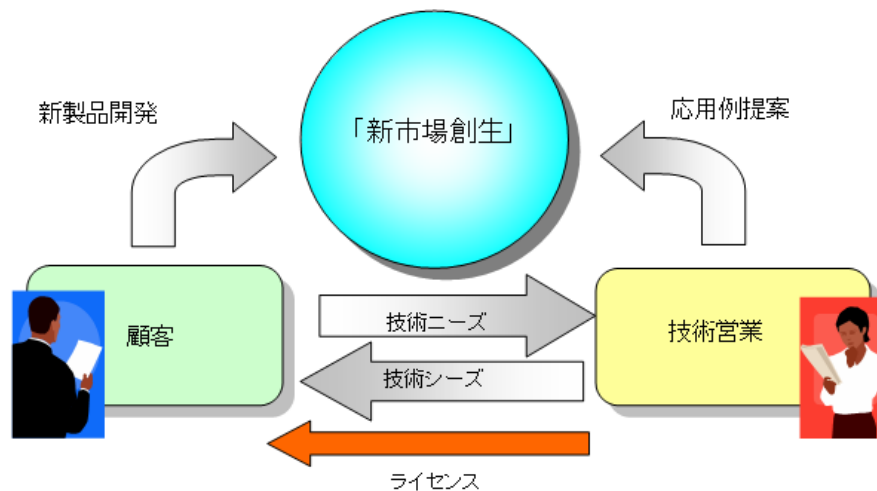 新製品開発
「新市場創生」
応用例提案
顧客
技術ニーズ
技術営業
技術シーズ
ライセンス